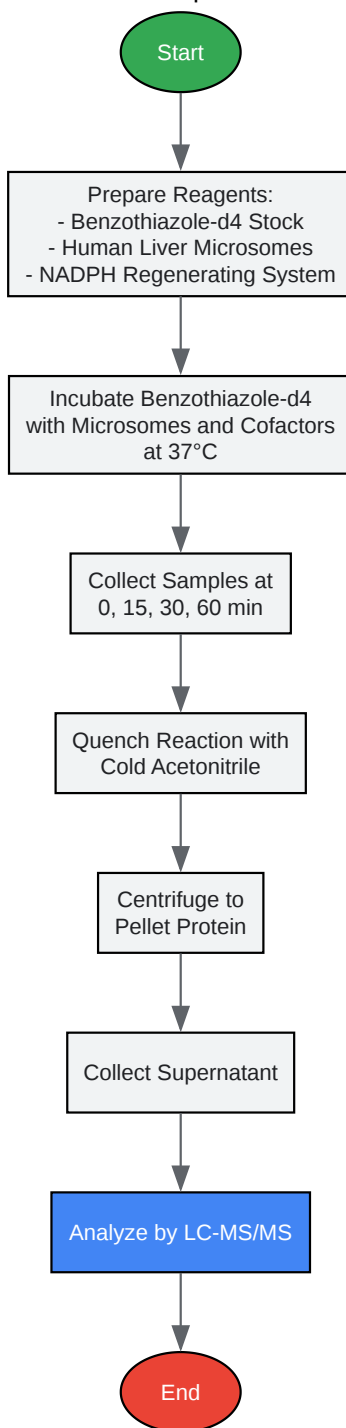 Start
Prepare Reagents:
- Benzothiazole-d4 Stock
- Human Liver Microsomes
- NADPH Regenerating System
Incubate Benzothiazole-d4
with Microsomes and Cofactors
at 37°C
Collect Samples at
0, 15, 30, 60 min
Quench Reaction with
Cold Acetonitrile
Centrifuge to
Pellet Protein
Collect Supernatant
Analyze by LC-MS/MS
End